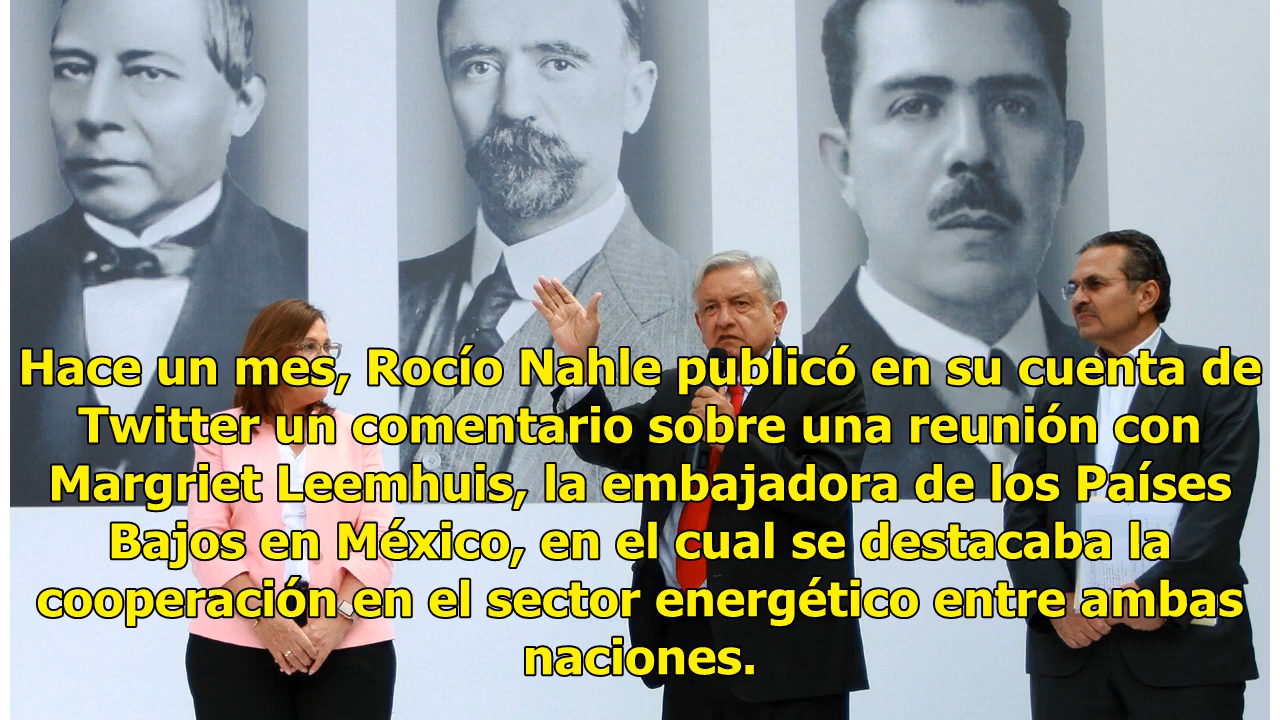 Hace un mes, Rocío Nahle publicó en su cuenta de
Twitter un comentario sobre una reunión con
Margriet Leemhuis, la embajadora de los Países
Bajos en México, en el cual se destacaba la
cooperación en el sector energético entre ambas
naciones.